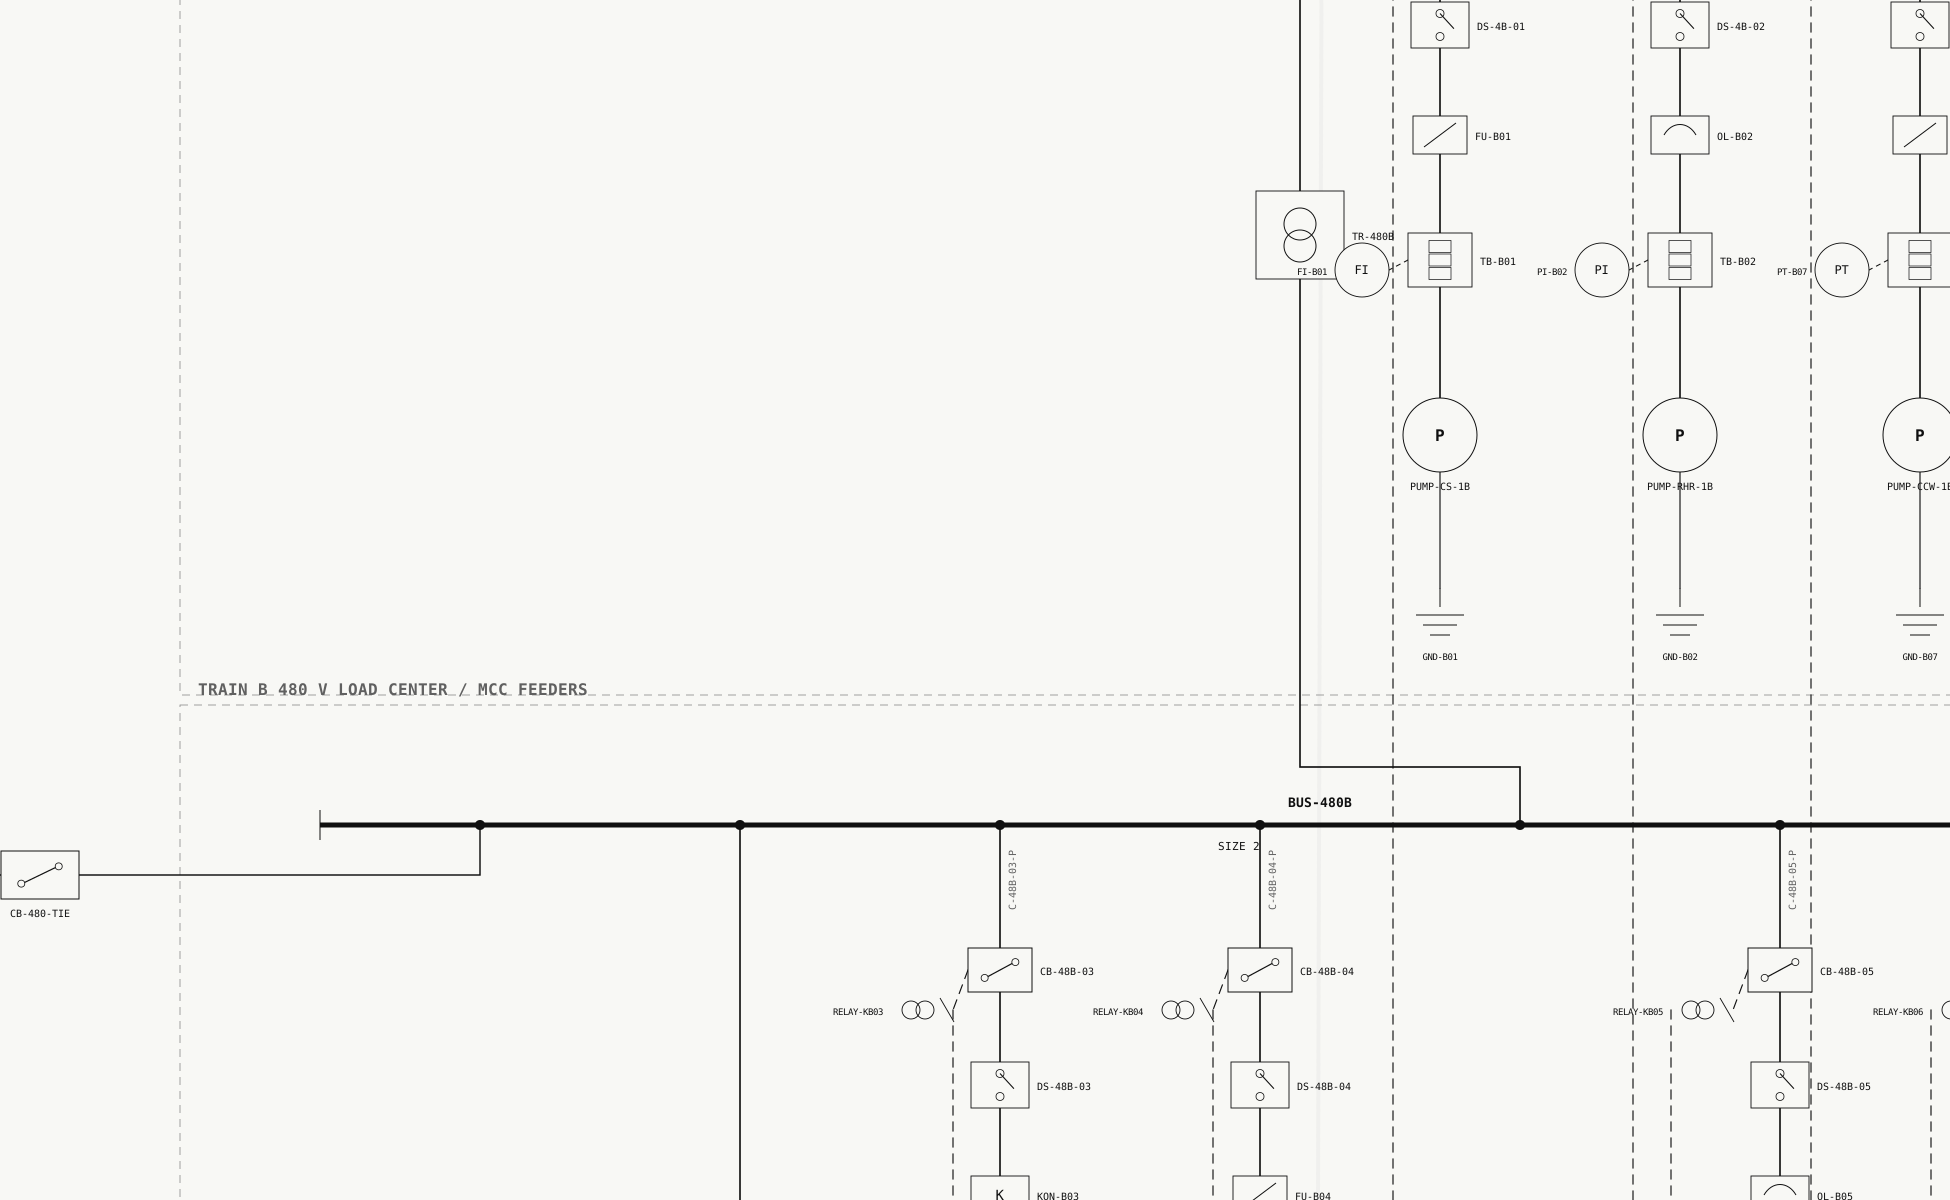 DS-4B-01
DS-4B-02
FU-B01
OL-B02
TR-480B
FI-B01
FI
TB-B01
PI-B02
PI
TB-B02
PT-B07
PT
P
P
P
PUMP-CS-1B
PUMP-RHR-1B
PUMP-CCW-1B
GND-B01
GND-B02
GND-B07
TRAIN B 480 V LOAD CENTER / MCC FEEDERS
BUS-480B
SIZE 2
C-48B-03-P
C-48B-04-P
C-48B-05-P
CB-480-TIE
CB-48B-03
CB-48B-04
CB-48B-05
RELAY-KB03
RELAY-KB04
RELAY-KB05
RELAY-KB06
DS-48B-03
DS-48B-04
DS-48B-05
K
KON-B03
FU-B04
OL-B05